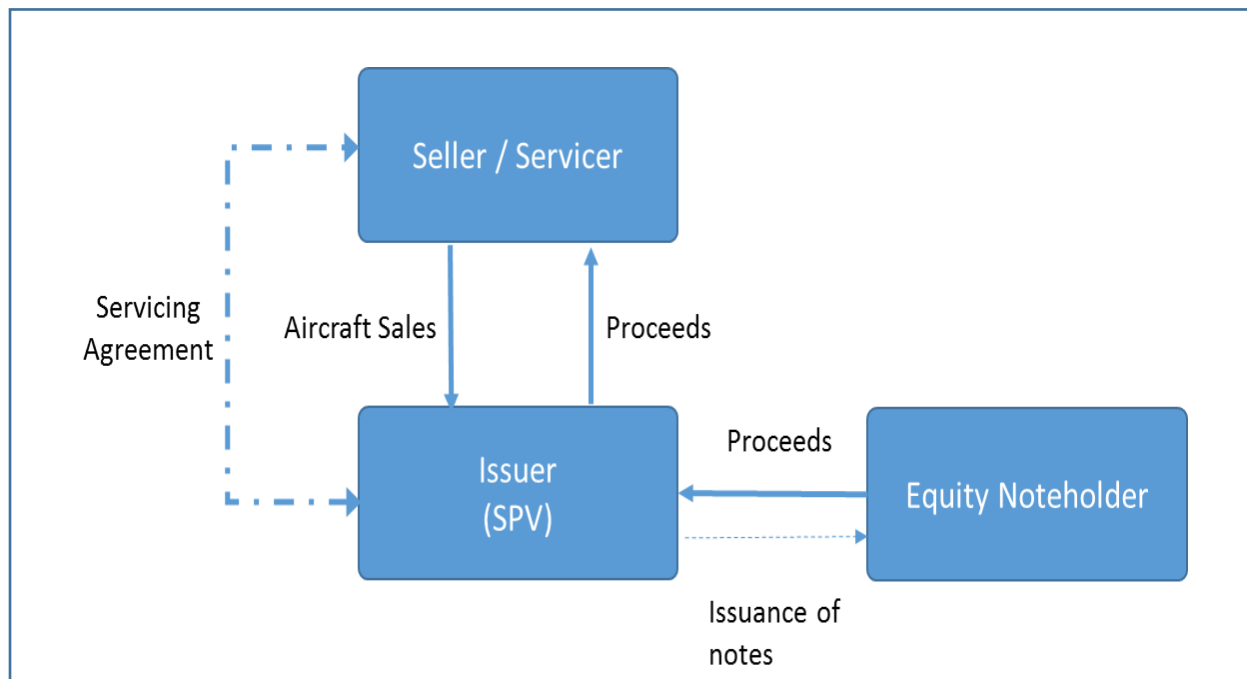 Seller / Servicer
Servicing
Agreement
Aircraft Sales
Proceeds
Issuer
(SPV)
Proceeds
Equity Noteholder
Issuance of
notes